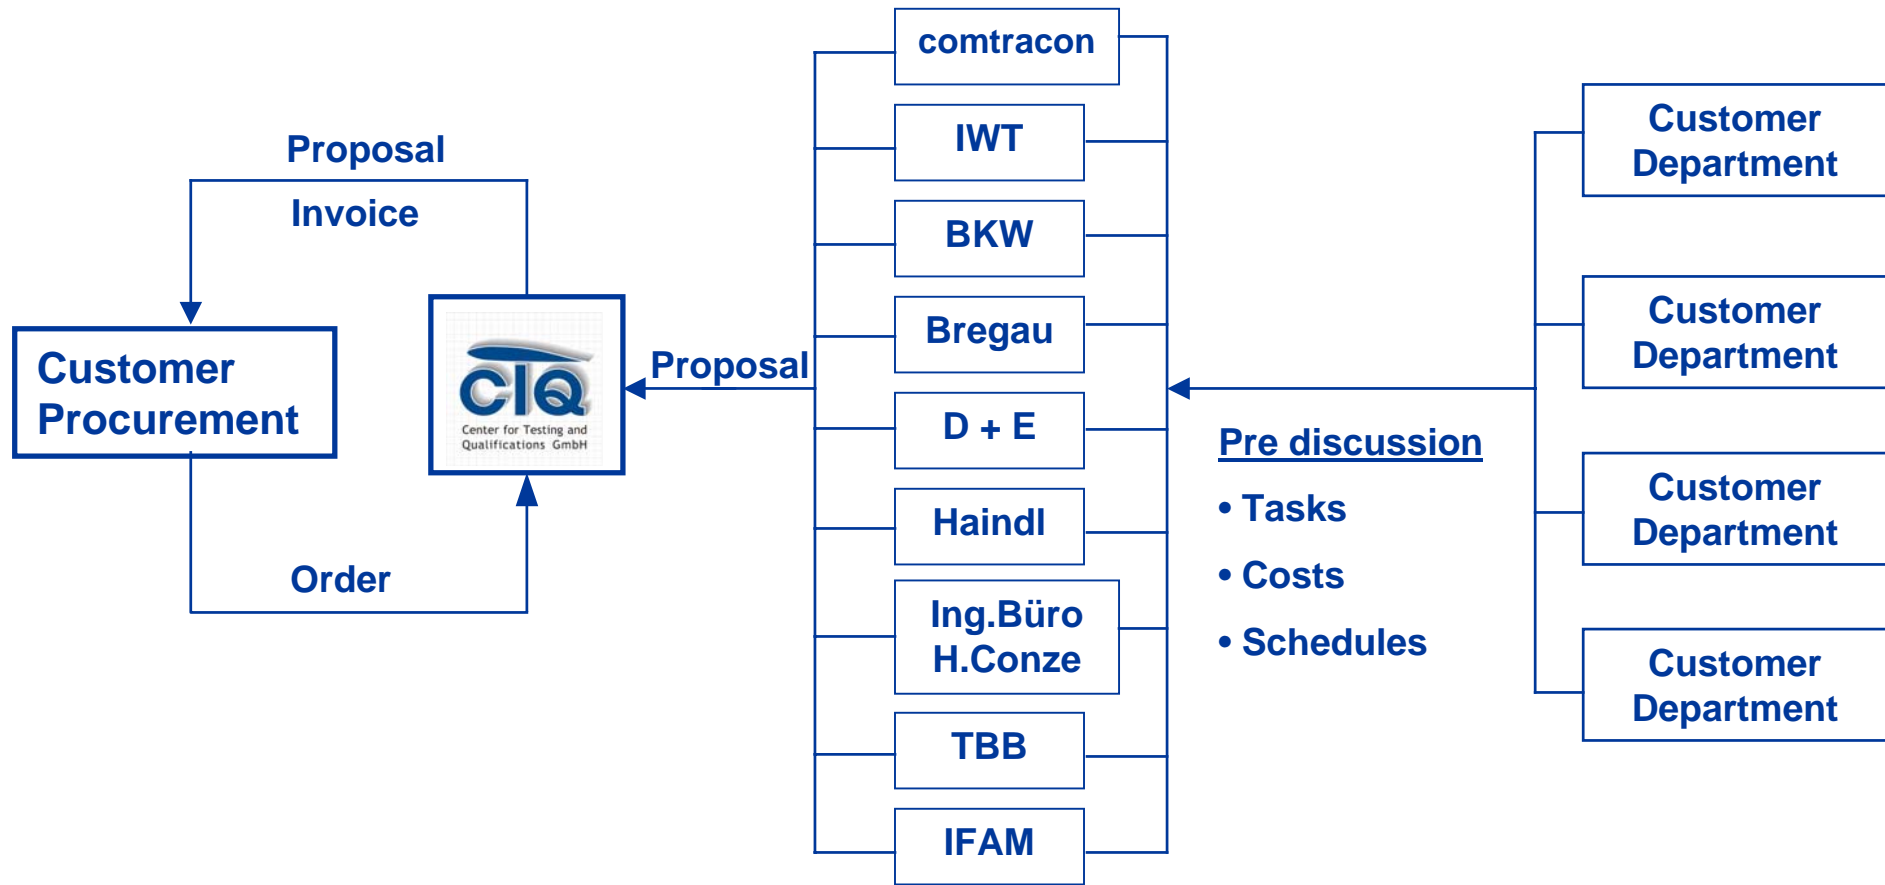 Proposal
Invoice
Customer
Procurement
Order
CTQ
Center for Testing and
Qualifications GmbH
Proposal
comtracon
IWT
BKW
Bregau
D + E
Haindl
Ing.Büro
H.Conze
TBB
IFAM
Pre discussion
• Tasks
• Costs
• Schedules
Customer
Department
Customer
Department
Customer
Department
Customer
Department